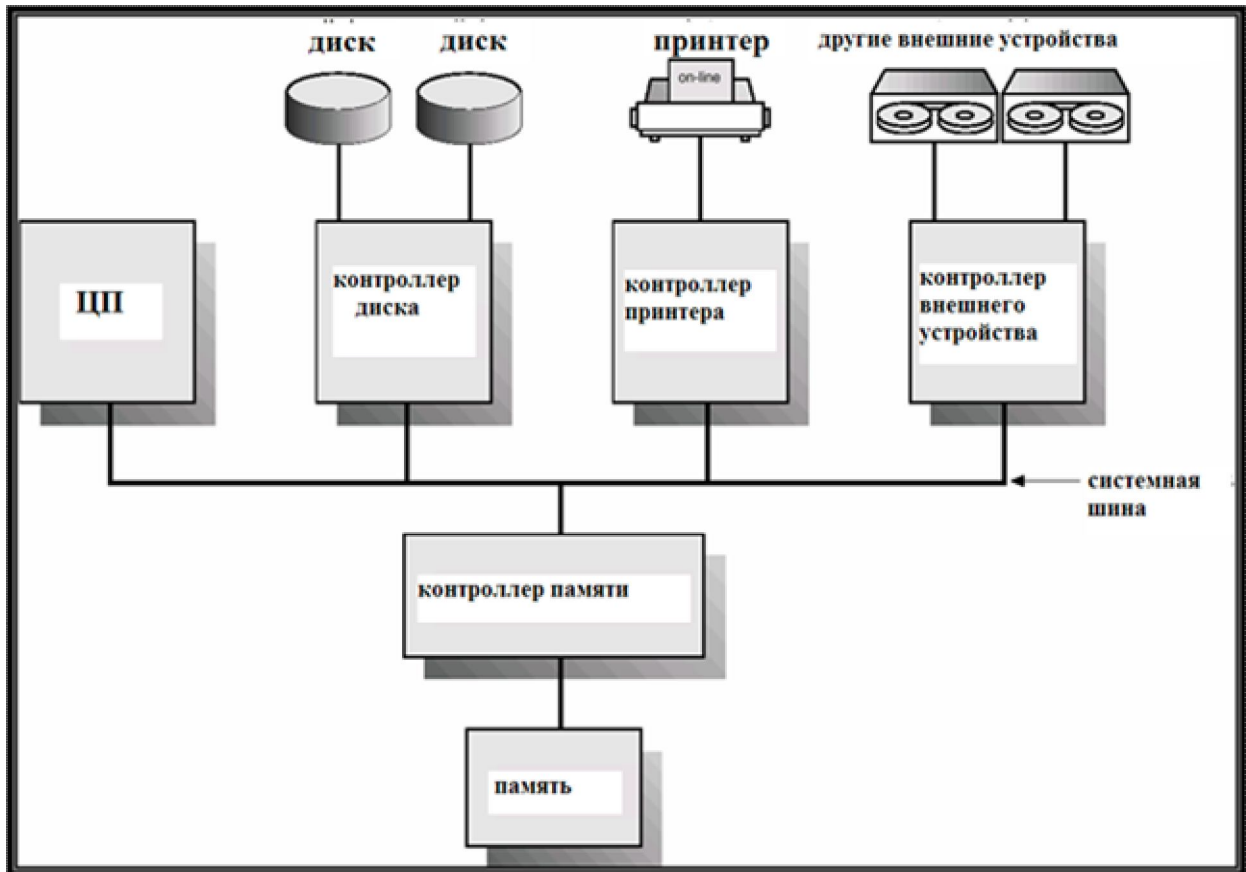 диск
диск
принтер
другие внешние устройства
on-line
ЦП
контроллер
диска
контроллер
принтера
контроллер
внешнего
устройства
системная
шина
контроллер памяти
память